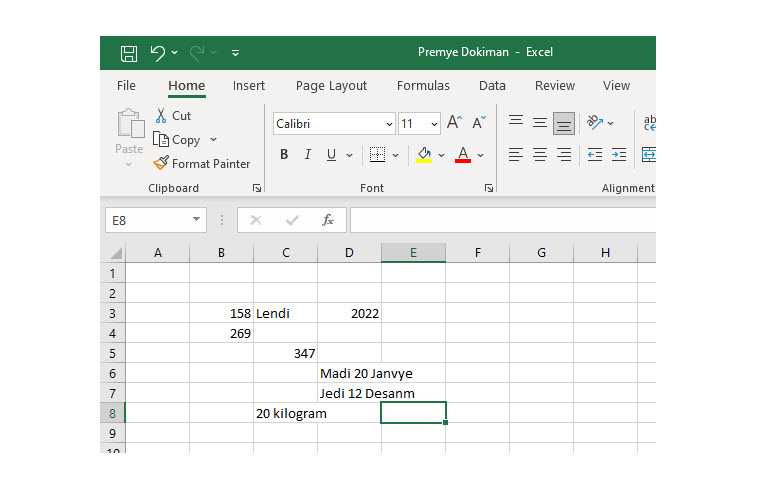 Premye Dokiman - Excel
File Home Insert Page Layout Formulas Data Review View
Cut
Copy
Paste
Format Painter
Calibri 11
B I U A
ab
Clipboard Font Alignment
E8 fx
A B C D E F G H
1
2
3 158 Lendi 2022
4 269
5 347
6 Madi 20 Janvye
7 Jedi 12 Desanm
8 20 kilogram
9
10